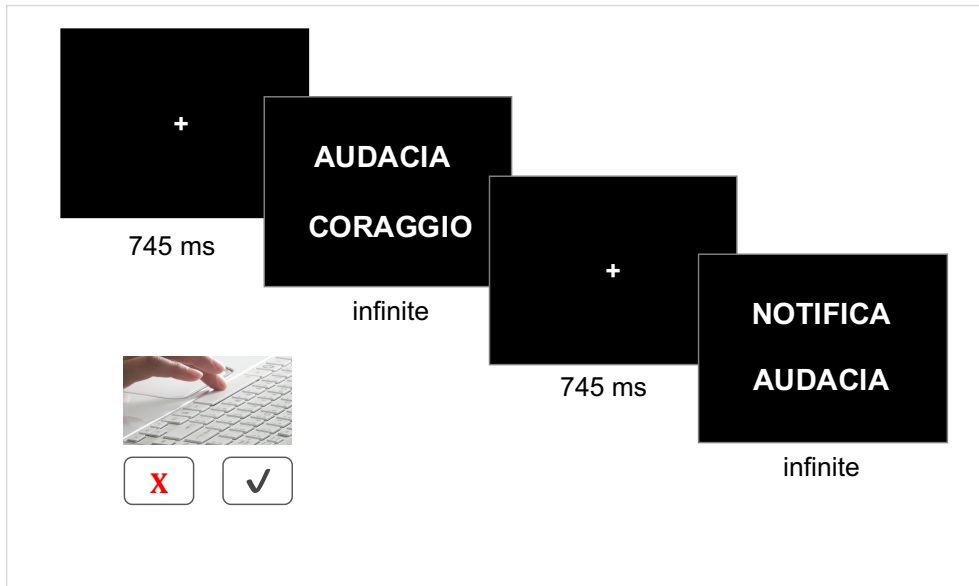 +
AUDACIA
CORAGGIO
745 ms
infinite
+
NOTIFICA
AUDACIA
745 ms
infinite
X ✓